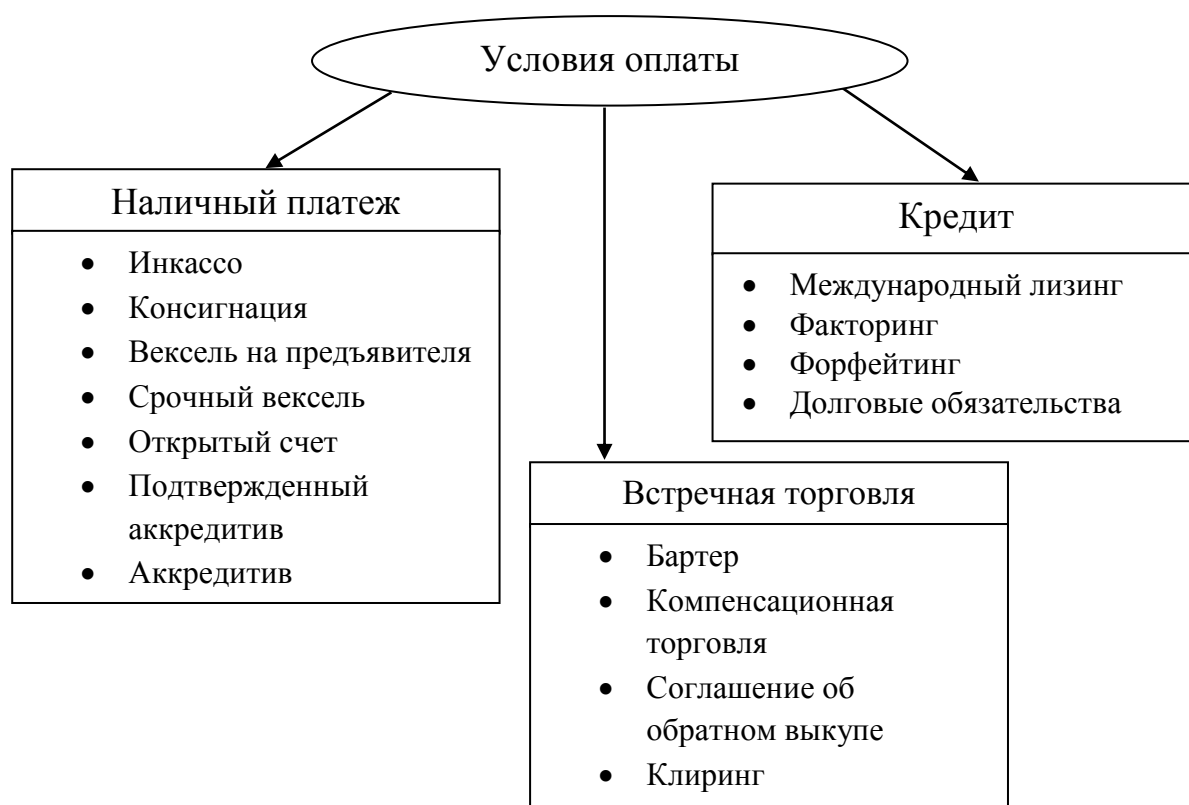 Условия оплаты
Наличный платеж
• Инкассо
• Консигнация
• Вексель на предъявителя
• Срочный вексель
• Открытый счет
• Подтвержденный
аккредитив
• Аккредитив
Кредит
• Международный лизинг
• Факторинг
• Форфейтинг
• Долговые обязательства
Встречная торговля
• Бартер
• Компенсационная
торговля
• Соглашение об
обратном выкупе
• Клиринг